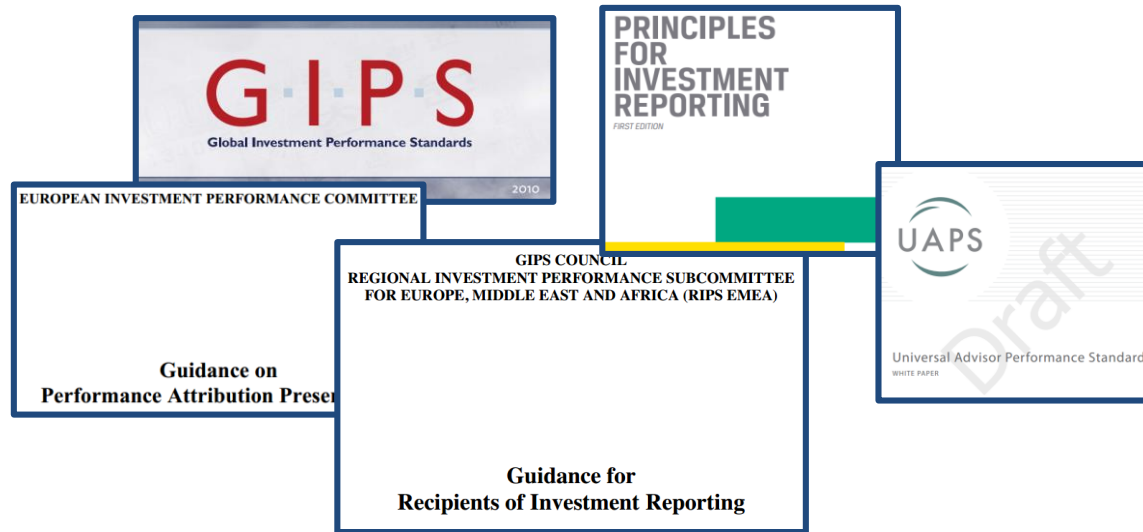 G·I·P·S
Global Investment Performance Standards
2010
PRINCIPLES
FOR
INVESTMENT
REPORTING
FIRST EDITION
EUROPEAN INVESTMENT PERFORMANCE COMMITTEE
Guidance on
Performance Attribution Presen
GIPS COUNCIL
REGIONAL INVESTMENT PERFORMANCE SUBCOMMITTEE
FOR EUROPE, MIDDLE EAST AND AFRICA (RIPS EMEA)
Guidance for
Recipients of Investment Reporting
UAPS
Draft
Universal Advisor Performance Standard
WHITE PAPER